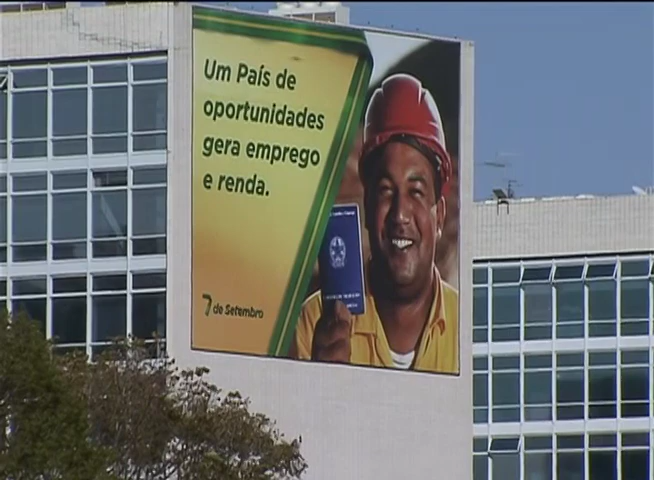 Um País de
oportunidades
gera emprego
e renda.
7 de Setembro